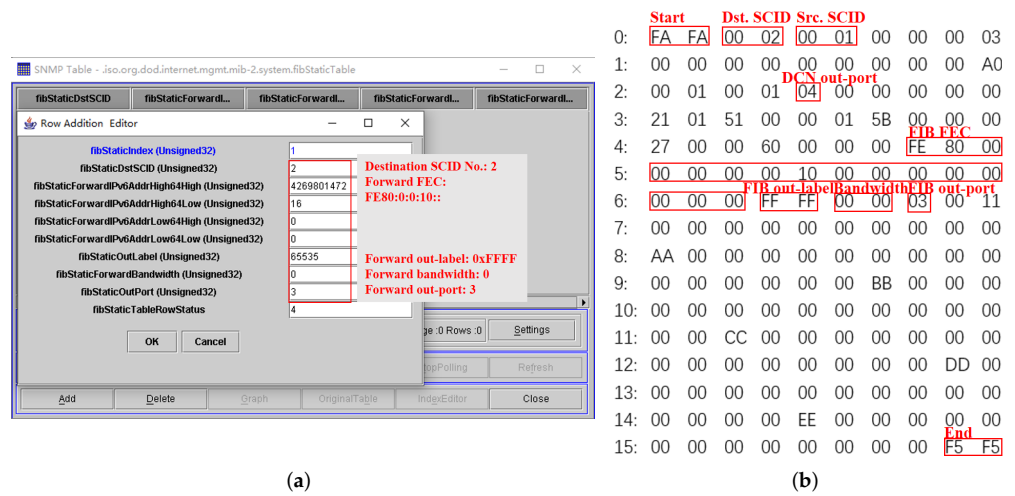 SNMP Table - .iso.org.dod.internet.mgmt.mib-2.system.fibStaticTable
fibStaticDstSCID fibStaticForwardI... fibStaticForwardI... fibStaticForwardI... fibStaticForwardI...
Row Addition Editor
fibStaticIndex (Unsigned32) 1
fibStaticDstSCID (Unsigned32) 2
fibStaticForwardIPv6AddrHigh64High (Unsigned32) 4269801472
fibStaticForwardIPv6AddrHigh64Low (Unsigned32) 16
fibStaticForwardIPv6AddrLow64High (Unsigned32) 0
fibStaticForwardIPv6AddrLow64Low (Unsigned32) 0
fibStaticOutLabel (Unsigned32) 65535
fibStaticForwardBandwidth (Unsigned32) 0
fibStaticOutPort (Unsigned32) 3
fibStaticTableRowStatus 4
Destination SCID No.: 2
Forward FEC:
FE80:0:0:10::
Forward out-label: 0xFFFF
Forward bandwidth: 0
Forward out-port: 3
OK Cancel
:0 Rows :0 Settings
Polling Refresh
Add Delete Graph OriginalTable IndexEditor Close
(a)
Start Dst. SCID Src. SCID
0: FA FA 00 02 00 01 00 00 00 03
1: 00 00 00 00 00 00 00 00 00 A0
DCN out-port
2: 00 01 00 01 04 00 00 00 00 00
3: 21 01 51 00 00 01 5B 00 00 00
FIB FEC
4: 27 00 00 60 00 00 00 FE 80 00
5: 00 00 00 00 10 00 00 00 00 00
FIB out-label Bandwidth FIB out-port
6: 00 00 00 FF FF 00 00 03 00 11
7: 00 00 00 00 00 00 00 00 00 00
8: AA 00 00 00 00 00 00 00 00 00
9: 00 00 00 00 00 00 BB 00 00 00
10: 00 00 00 00 00 00 00 00 00 00
11: 00 00 CC 00 00 00 00 00 00 00
12: 00 00 00 00 00 00 00 00 DD 00
13: 00 00 00 00 00 00 00 00 00 00
14: 00 00 00 00 EE 00 00 00 00 00
End
15: 00 00 00 00 00 00 00 00 F5 F5
(b)